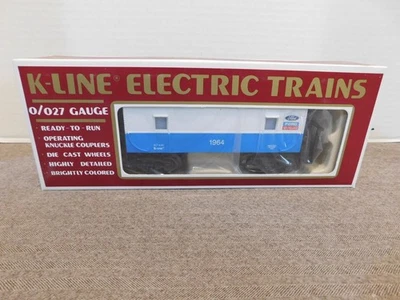 K-LINE® ELECTRIC TRAINS
O/027 GAUGE
• READY-TO-RUN
• OPERATING
KNUCKLE COUPLERS
• DIE CAST WHEELS
• HIGHLY DETAILED
• BRIGHTLY COLORED
1964
Ford